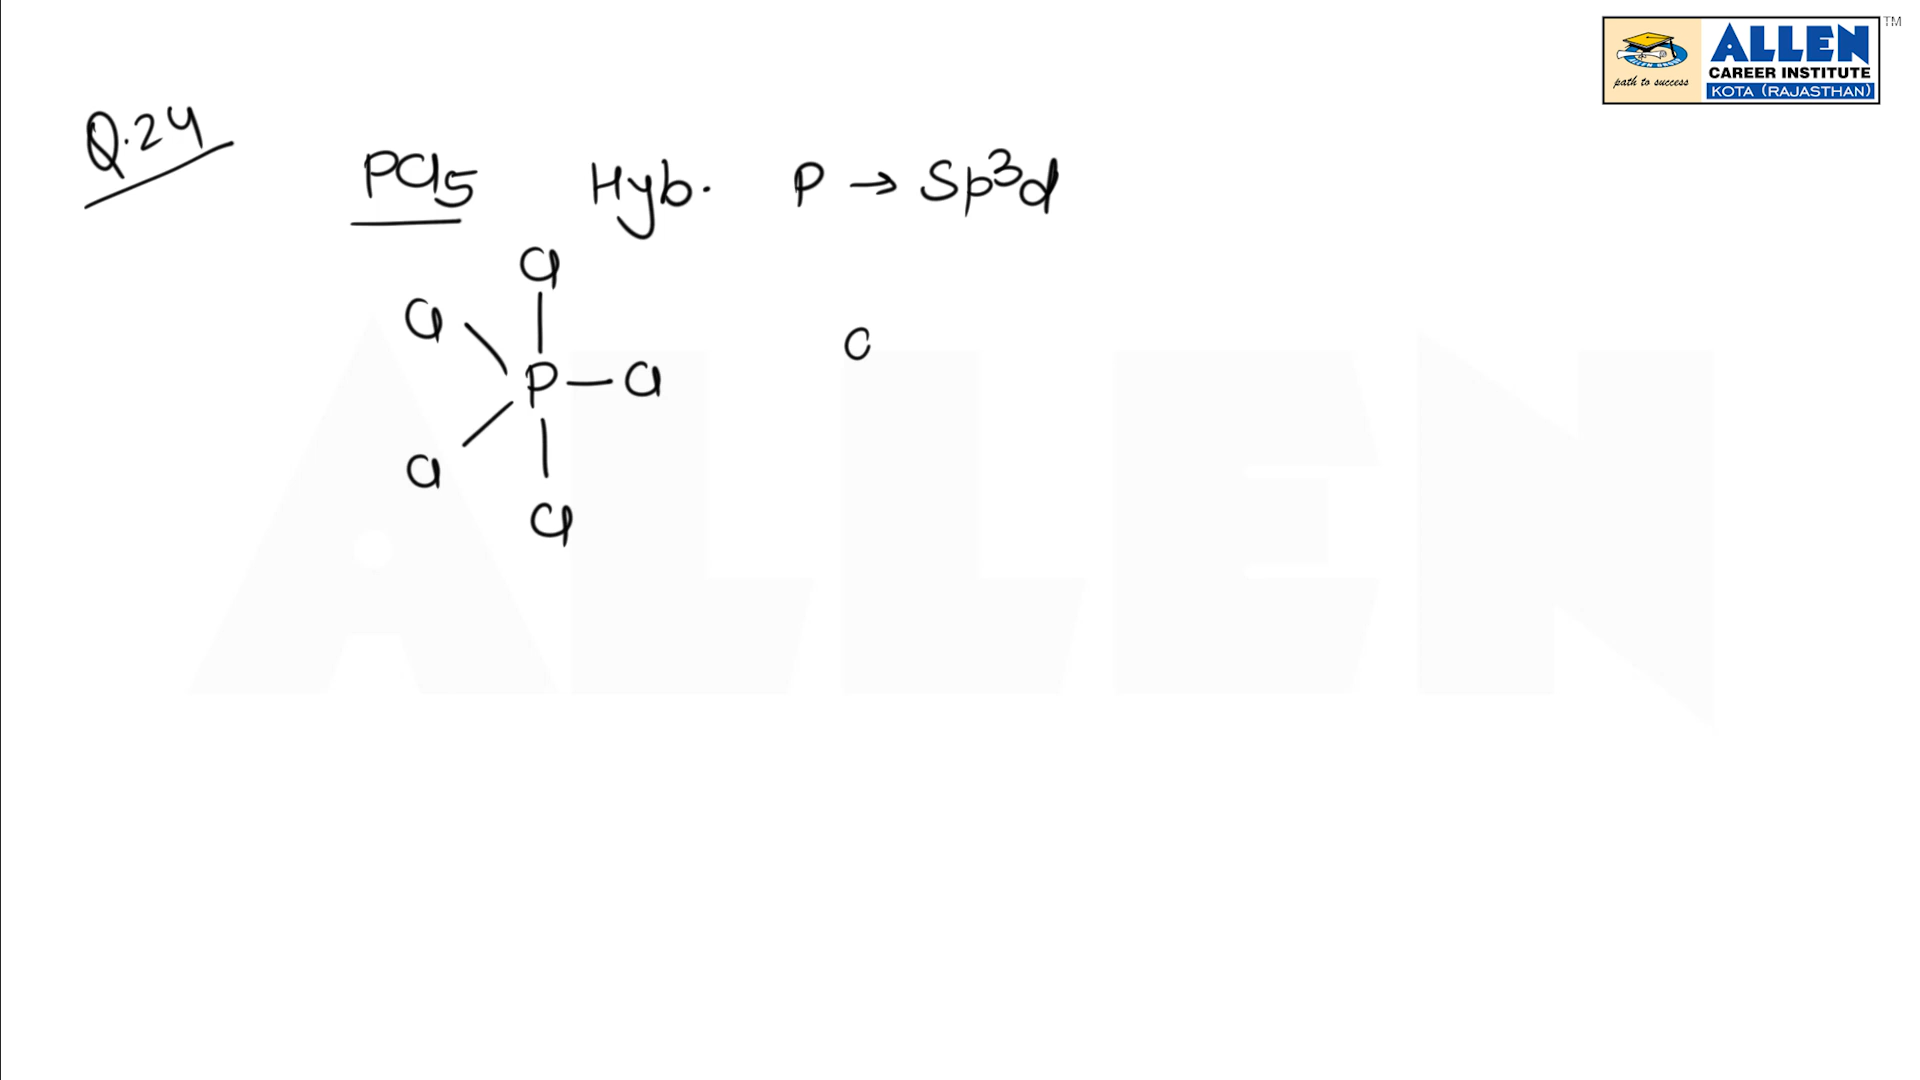 ALLEN
TM
CAREER INSTITUTE
path to success
KOTA (RAJASTHAN)
Q.24
PCl5 Hyb. P → Sp³d
Cl
Cl
P — Cl
Cl
Cl
C
ALLEN